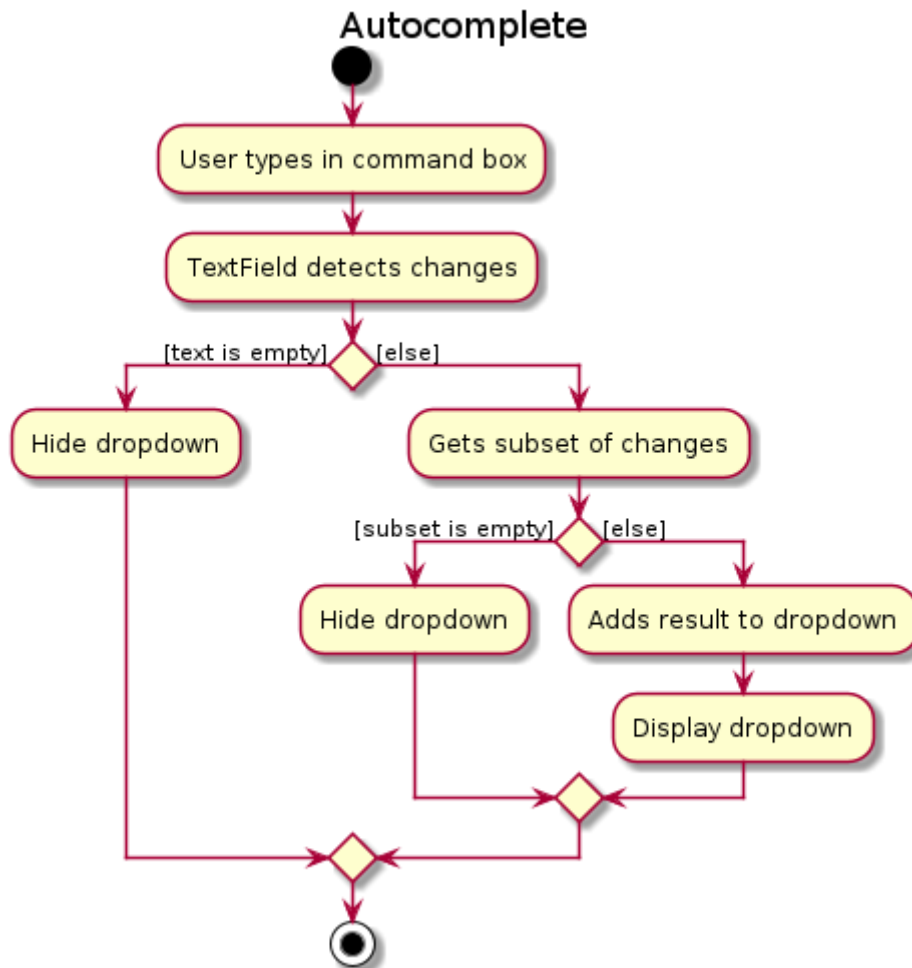 Autocomplete
User types in command box
TextField detects changes
[text is empty]
[else]
Hide dropdown
Gets subset of changes
[subset is empty]
[else]
Hide dropdown
Adds result to dropdown
Display dropdown